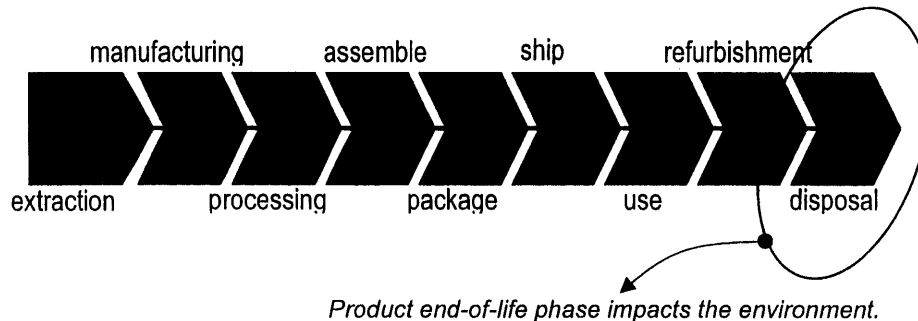 manufacturing assemble ship refurbishment
extraction processing package use disposal
Product end-of-life phase impacts the environment.